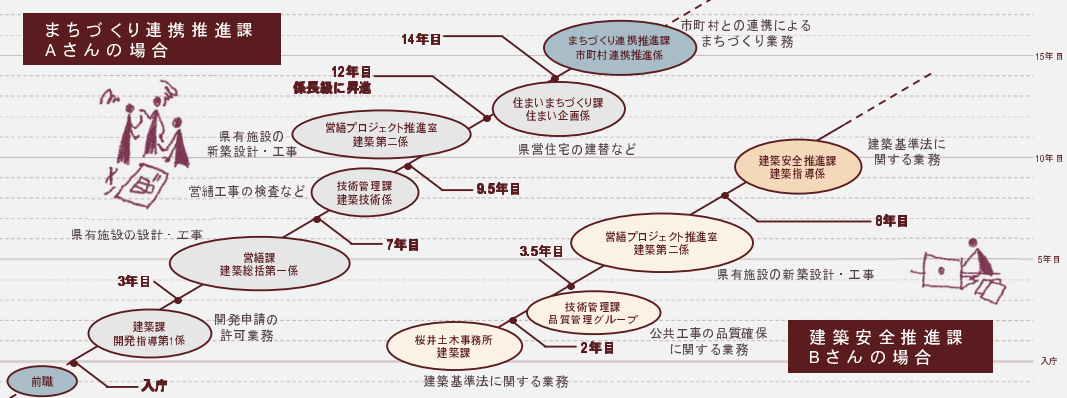 まちづくり連携推進課
Aさんの場合
14年目
まちづくり連携推進課
市町村連携推進係
市町村との連携による
まちづくり業務
15年目
12年目
係長級に昇進
住まいまちづくり課
住まい企画係
県営住宅の建替など
営繕プロジェクト推進室
建築第二係
県有施設の
新築設計・工事
9.5年目
営繕工事の検査など
技術管理課
建築技術係
7年目
県有施設の設計・工事
営繕課
建築総括第一係
3年目
建築課
開発指導第1係
開発申請の
許可業務
前職
入庁
建築安全推進課
建築指導係
建築基準法に
関する業務
10年目
8年目
営繕プロジェクト推進室
建築第二係
県有施設の新築設計・工事
5年目
3.5年目
技術管理課
品質管理グループ
公共工事の品質確保
に関する業務
2年目
桜井土木事務所
建築課
建築基準法に関する業務
建築安全推進課
Bさんの場合
入庁